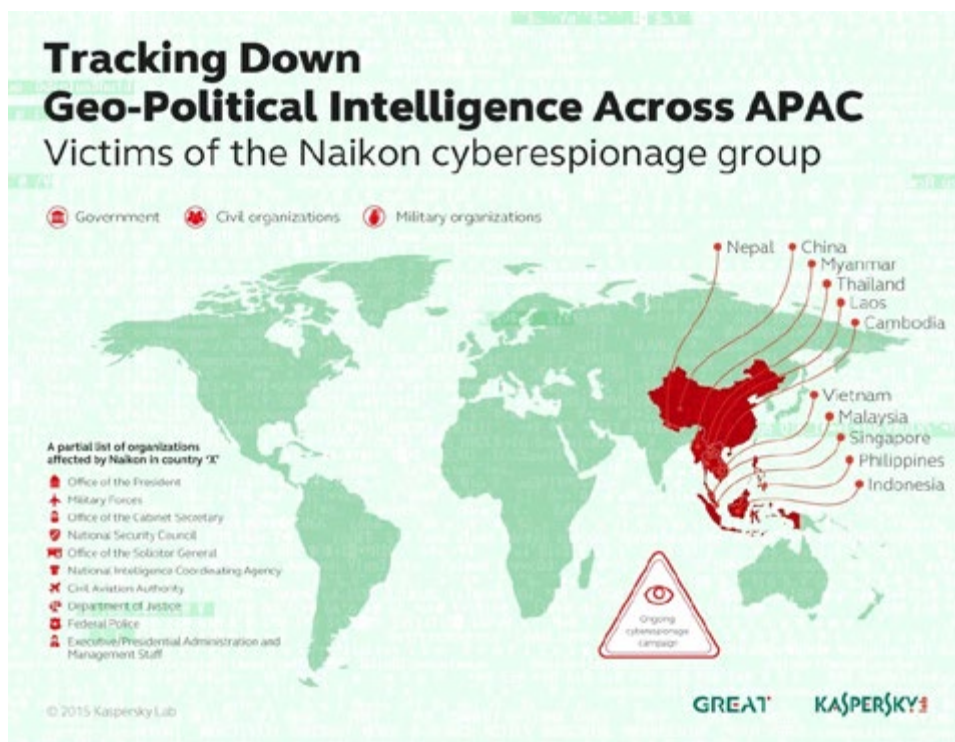 Tracking Down
Geo-Political Intelligence Across APAC
Victims of the Naikon cyberespionage group
Government
Civil organizations
Military organizations
Nepal
China
Myanmar
Thailand
Laos
Cambodia
Vietnam
Malaysia
Singapore
Philippines
Indonesia
A partial list of organizations
affected by Naikon in country 'X'
Office of the President
Military Forces
Office of the Cabinet Secretary
National Security Council
Office of the Solicitor General
National Intelligence Coordinating Agency
Civil Aviation Authority
Department of Justice
Federal Police
Executive/Presidential Administration and
Management Staff
Ongoing
cyberespionage
campaign
© 2015 Kaspersky Lab
GREAT
KASPERSKY lab